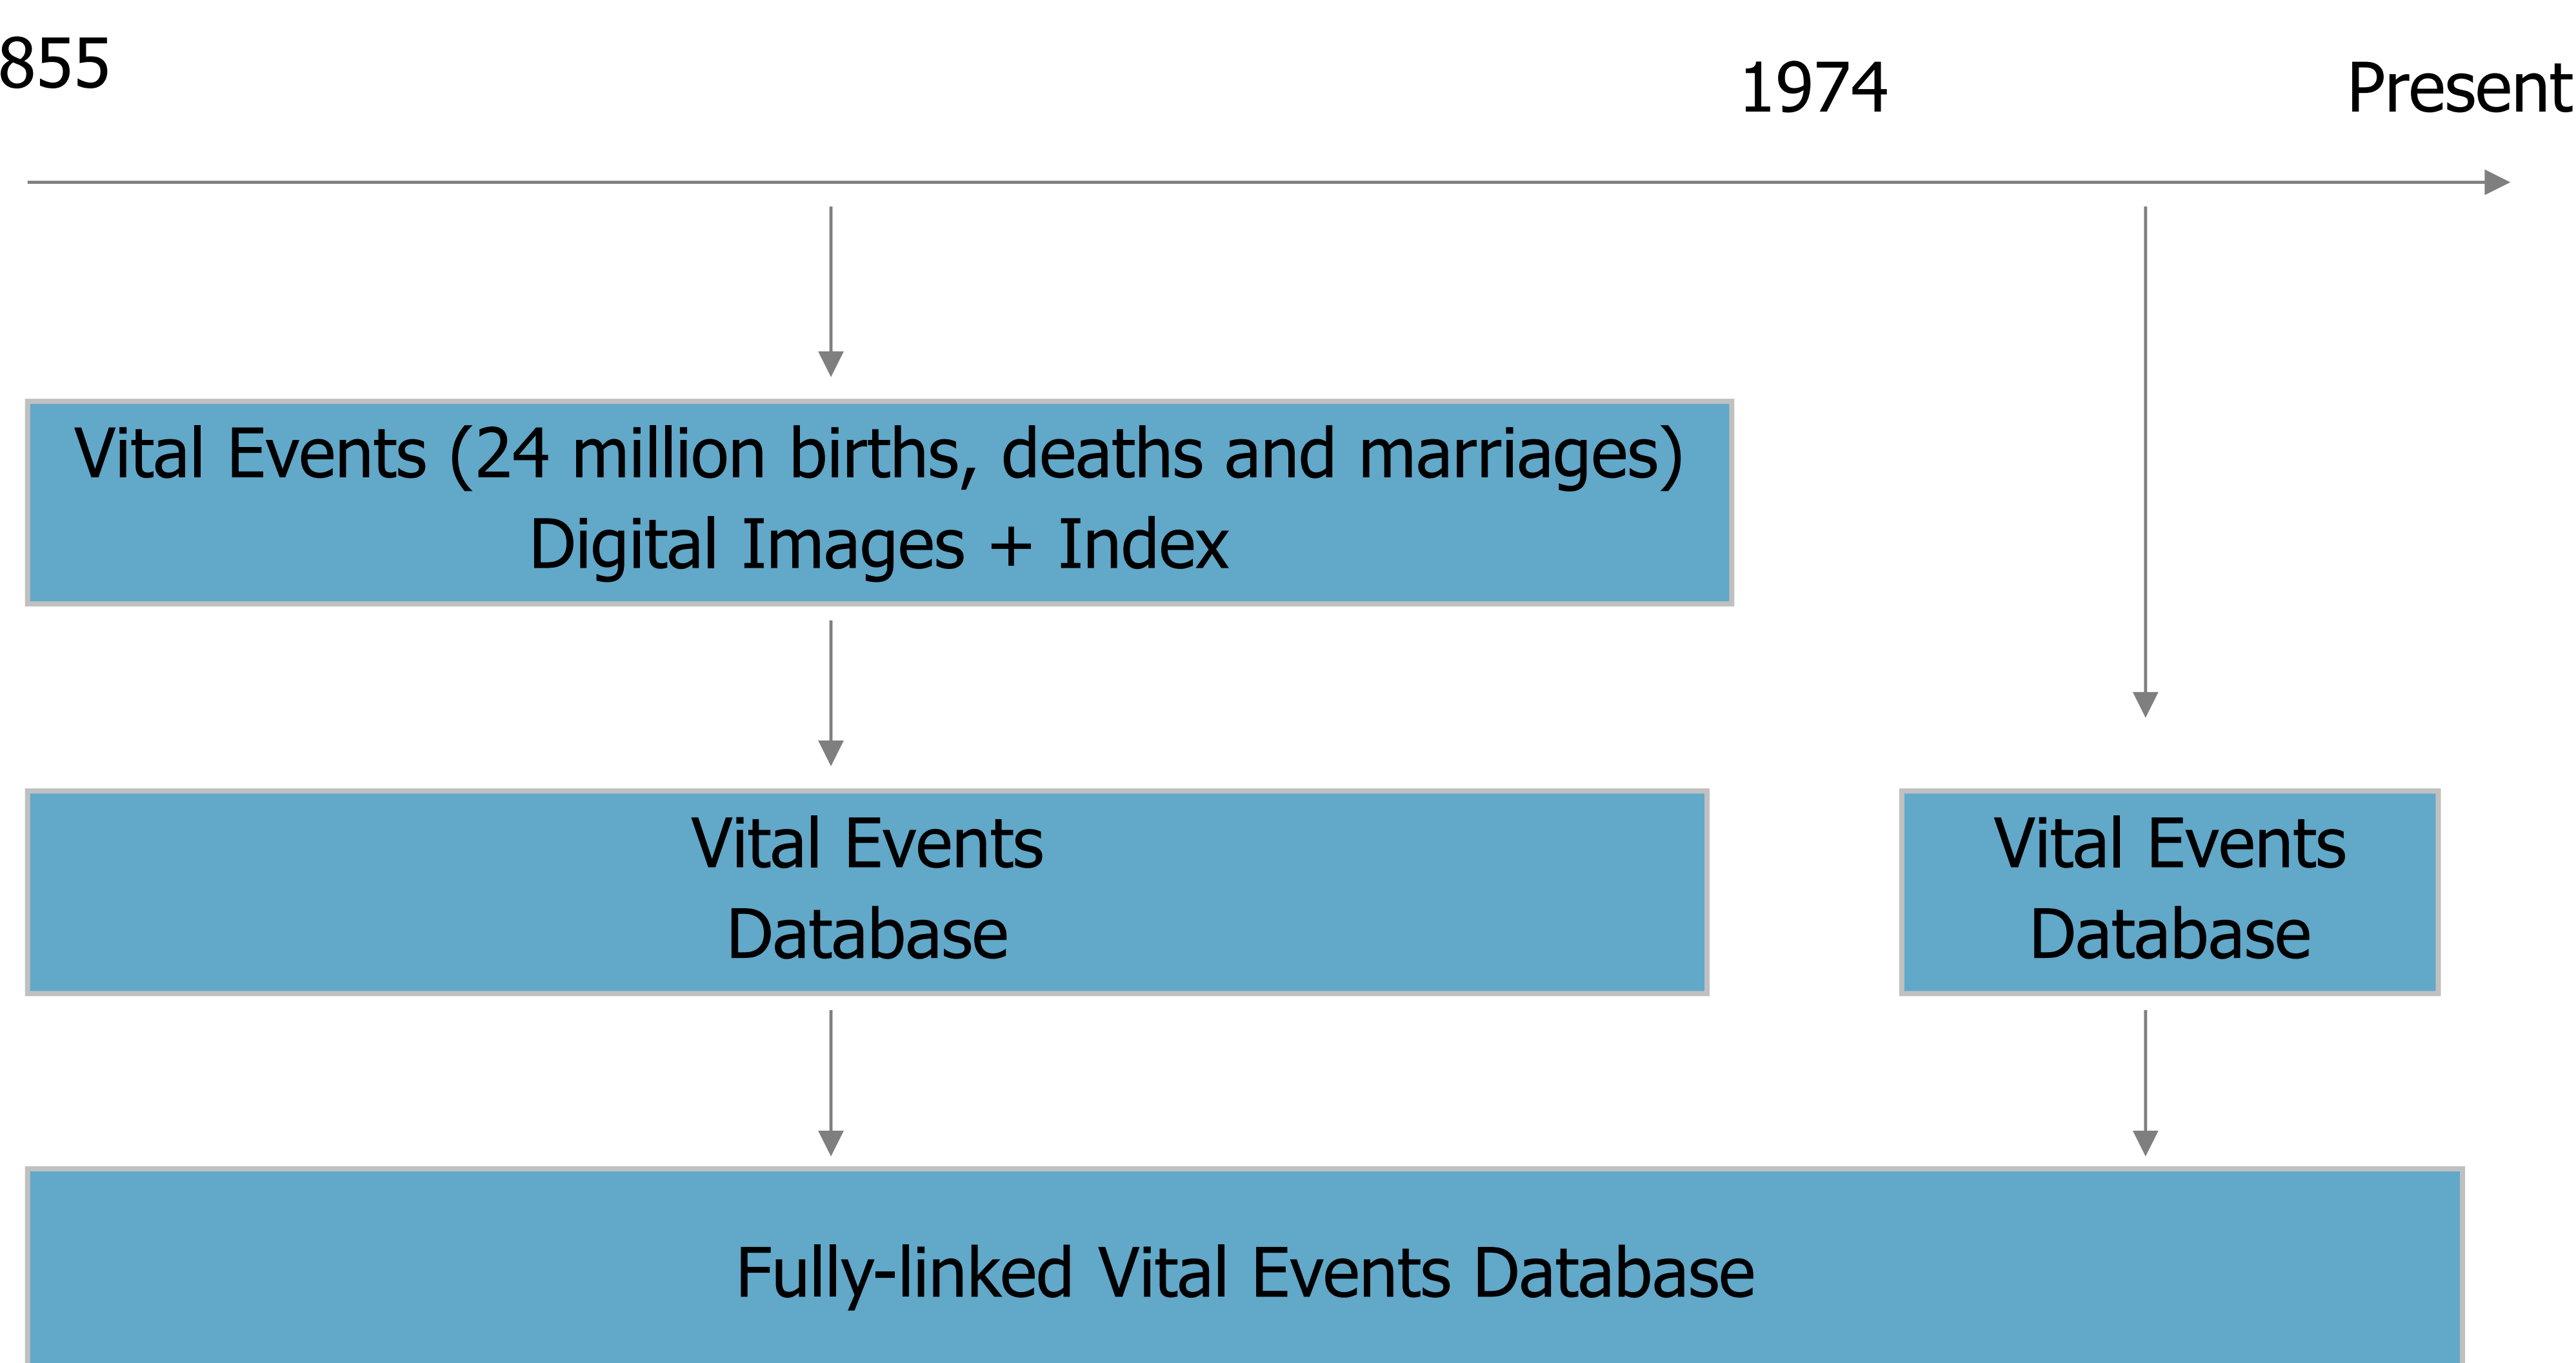 855
1974
Present
Vital Events (24 million births, deaths and marriages)
Digital Images + Index
Vital Events
Database
Vital Events
Database
Fully-linked Vital Events Database